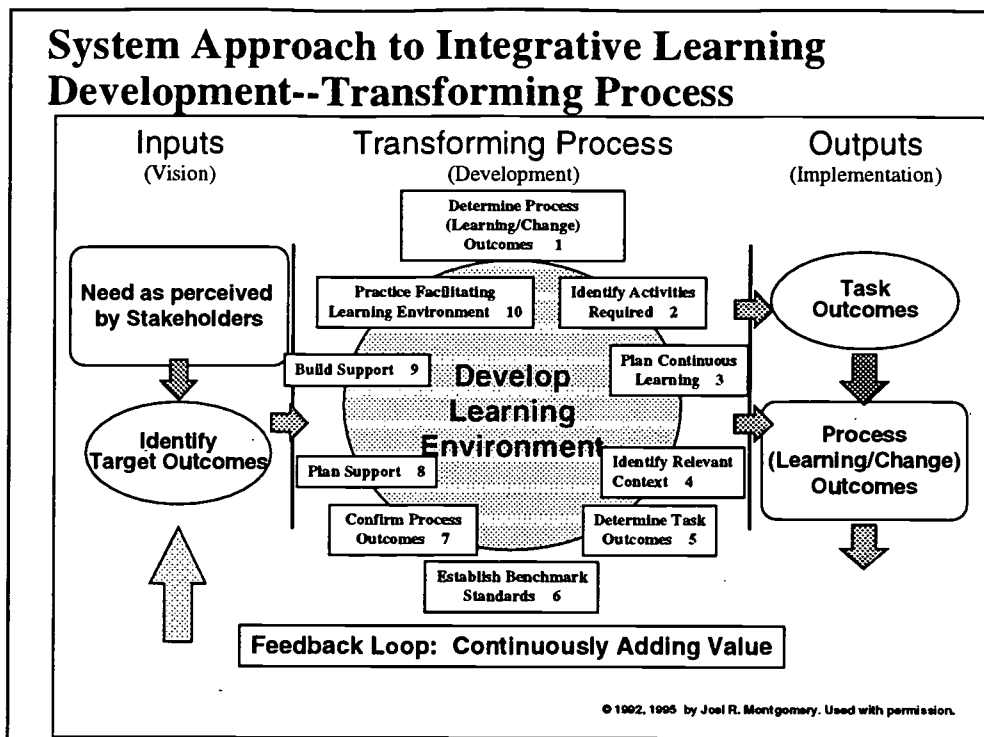 System Approach to Integrative Learning
Development--Transforming Process
Inputs
(Vision)
Transforming Process
(Development)
Outputs
(Implementation)
Need as perceived
by Stakeholders
Identify
Target Outcomes
Determine Process
(Learning/Change)
Outcomes 1
Identify Activities
Required 2
Plan Continuous
Learning 3
Identify Relevant
Context 4
Determine Task
Outcomes 5
Establish Benchmark
Standards 6
Confirm Process
Outcomes 7
Plan Support 8
Build Support 9
Practice Facilitating
Learning Environment 10
Develop
Learning
Environment
Task
Outcomes
Process
(Learning/Change)
Outcomes
Feedback Loop: Continuously Adding Value
© 1992, 1995 by Joel R. Montgomery. Used with permission.